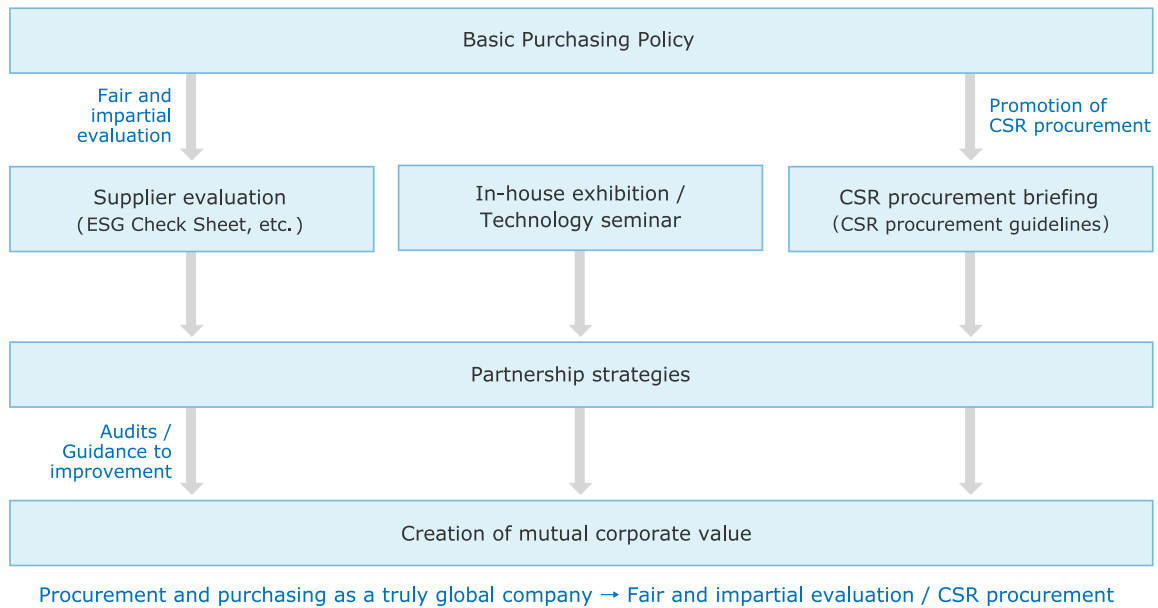 Basic Purchasing Policy
Fair and
impartial
evaluation
Promotion of
CSR procurement
Supplier evaluation
(ESG Check Sheet, etc.)
In-house exhibition /
Technology seminar
CSR procurement briefing
(CSR procurement guidelines)
Partnership strategies
Audits /
Guidance to
improvement
Creation of mutual corporate value
Procurement and purchasing as a truly global company → Fair and impartial evaluation / CSR procurement